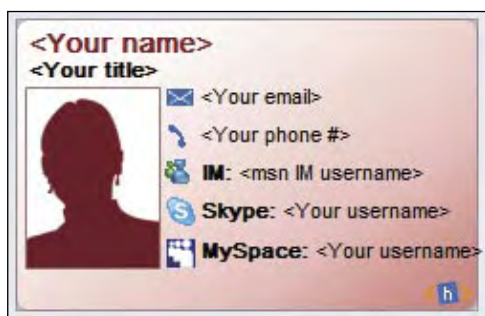 <Your name>
<Your title>
<Your email>
<Your phone #>
IM: <msn IM username>
Skype: <Your username>
MySpace: <Your username>
h